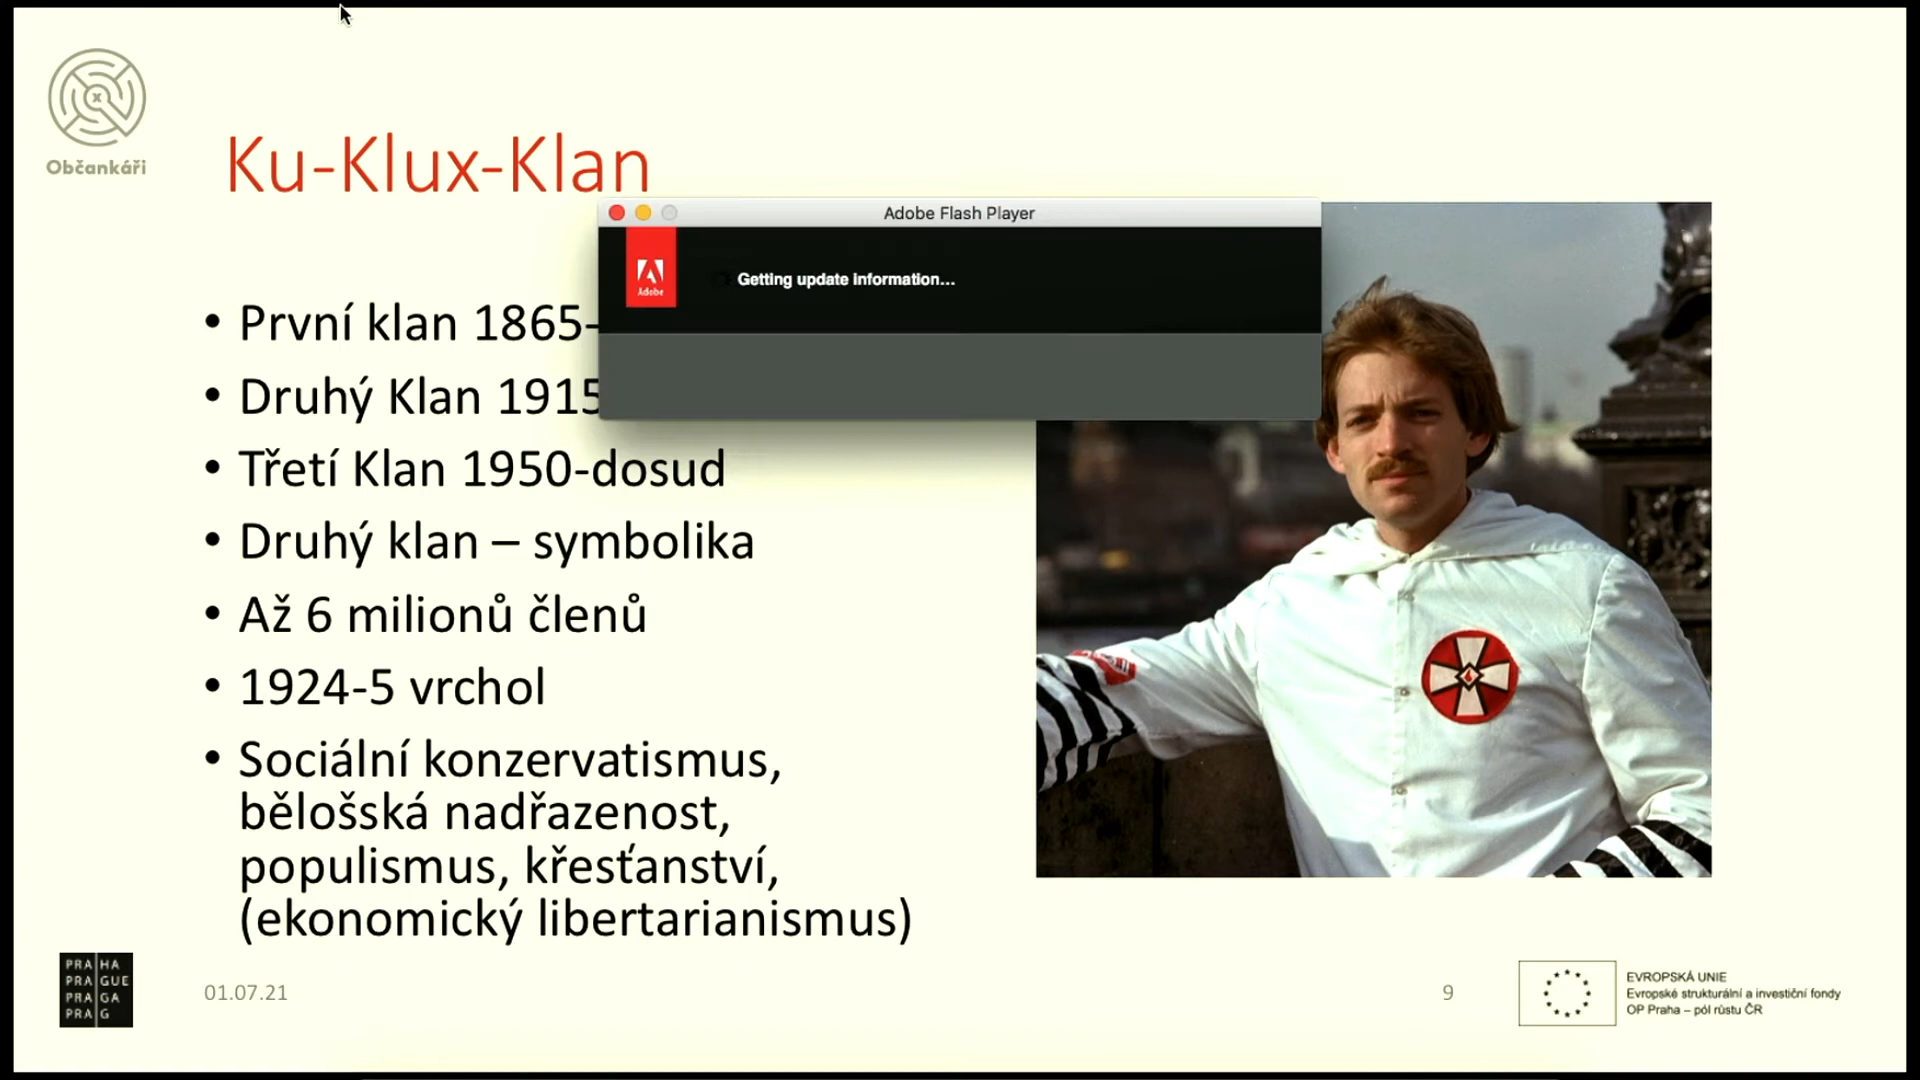 Občankáři
Ku-Klux-Klan
Adobe Flash Player
Adobe
Getting update information...
• První klan 1865-
• Druhý Klan 1915
• Třetí Klan 1950-dosud
• Druhý klan – symbolika
• Až 6 milionů členů
• 1924-5 vrchol
• Sociální konzervatismus,
bělošská nadřazenost,
populismus, křesťanství,
(ekonomický libertarianismus)
PRA HA
PRA GUE
PRA GA
PRA G
01.07.21
9
EVROPSKÁ UNIE
Evropské strukturální a investiční fondy
OP Praha – pól růstu ČR